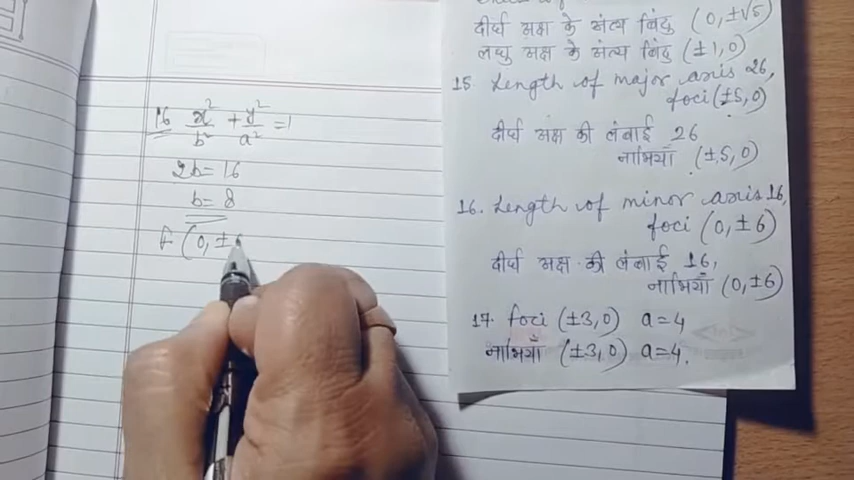 16 x²/b² + y²/a² = 1
2b = 16
b = 8
F (0, ±6
दीर्घ अक्ष के अंत्य बिंदु (0, ±√5)
लघु अक्ष के अंत्य बिंदु (±1, 0)
15. Length of major axis 26,
foci (±5, 0)
दीर्घ अक्ष की लंबाई 26
नाभियाँ (±5, 0)
16. Length of minor axis 16,
foci (0, ±6)
दीर्घ अक्ष की लंबाई 16,
नाभियाँ (0, ±6)
17. foci (±3, 0) a=4
नाभियाँ (±3, 0) a=4.